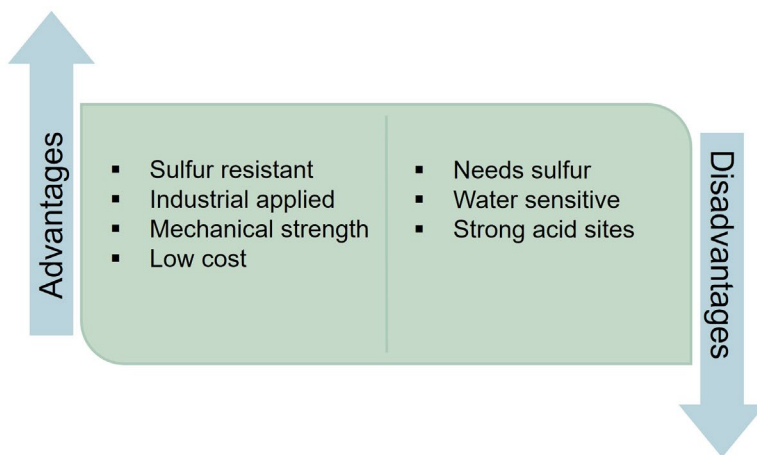 Advantages
▪ Sulfur resistant
▪ Industrial applied
▪ Mechanical strength
▪ Low cost
▪ Needs sulfur
▪ Water sensitive
▪ Strong acid sites
Disadvantages